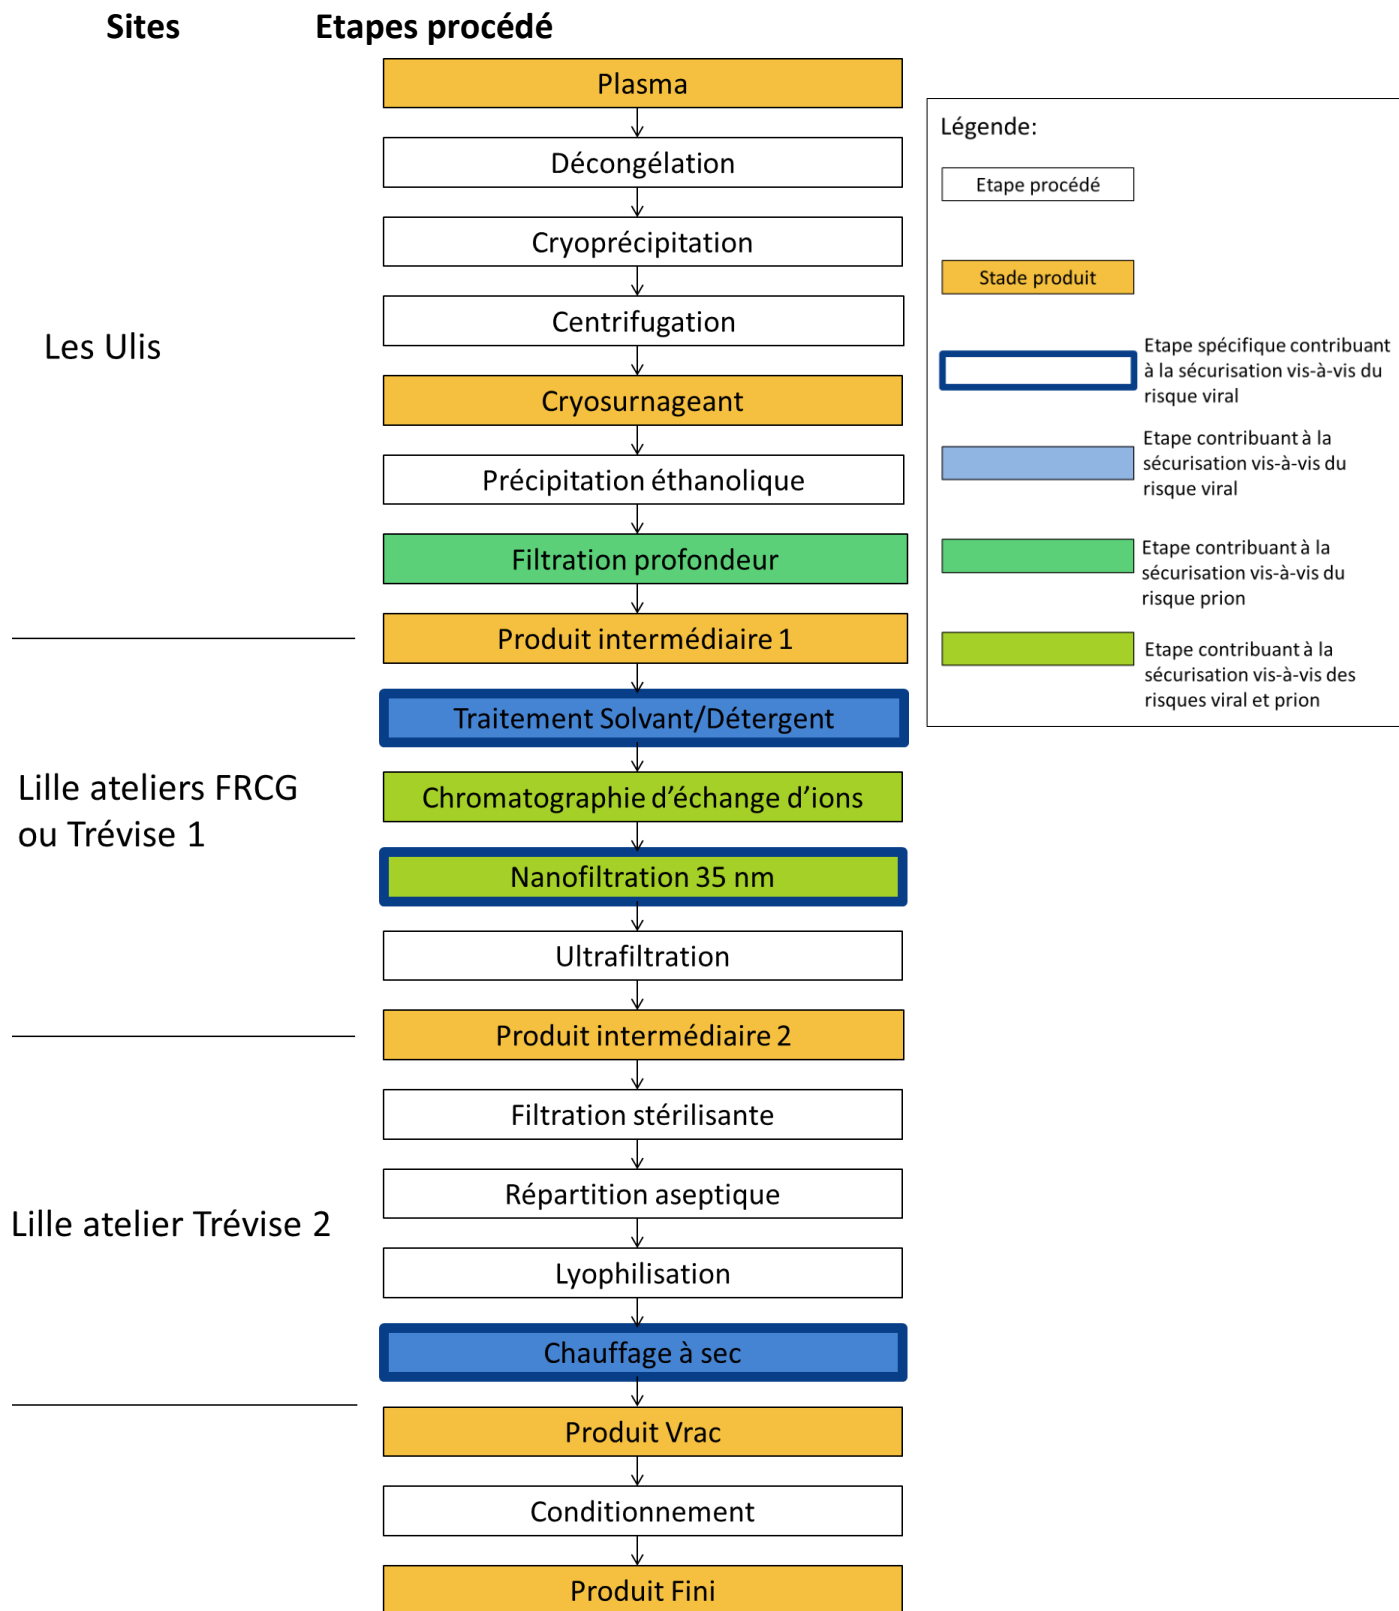 Sites
Etapes procédé
Plasma
Décongélation
Cryoprécipitation
Centrifugation
Les Ulis
Cryosurnageant
Précipitation éthanolique
Filtration profondeur
Produit intermédiaire 1
Traitement Solvant/Détergent
Lille ateliers FRCG
ou Trévise 1
Chromatographie d'échange d'ions
Nanofiltration 35 nm
Ultrafiltration
Produit intermédiaire 2
Filtration stérilisante
Répartition aseptique
Lille atelier Trévise 2
Lyophilisation
Chauffage à sec
Produit Vrac
Conditionnement
Produit Fini
Légende:
Etape procédé
Stade produit
Etape spécifique contribuant
à la sécurisation vis-à-vis du
risque viral
Etape contribuant à la
sécurisation vis-à-vis du
risque viral
Etape contribuant à la
sécurisation vis-à-vis du
risque prion
Etape contribuant à la
sécurisation vis-à-vis des
risques viral et prion